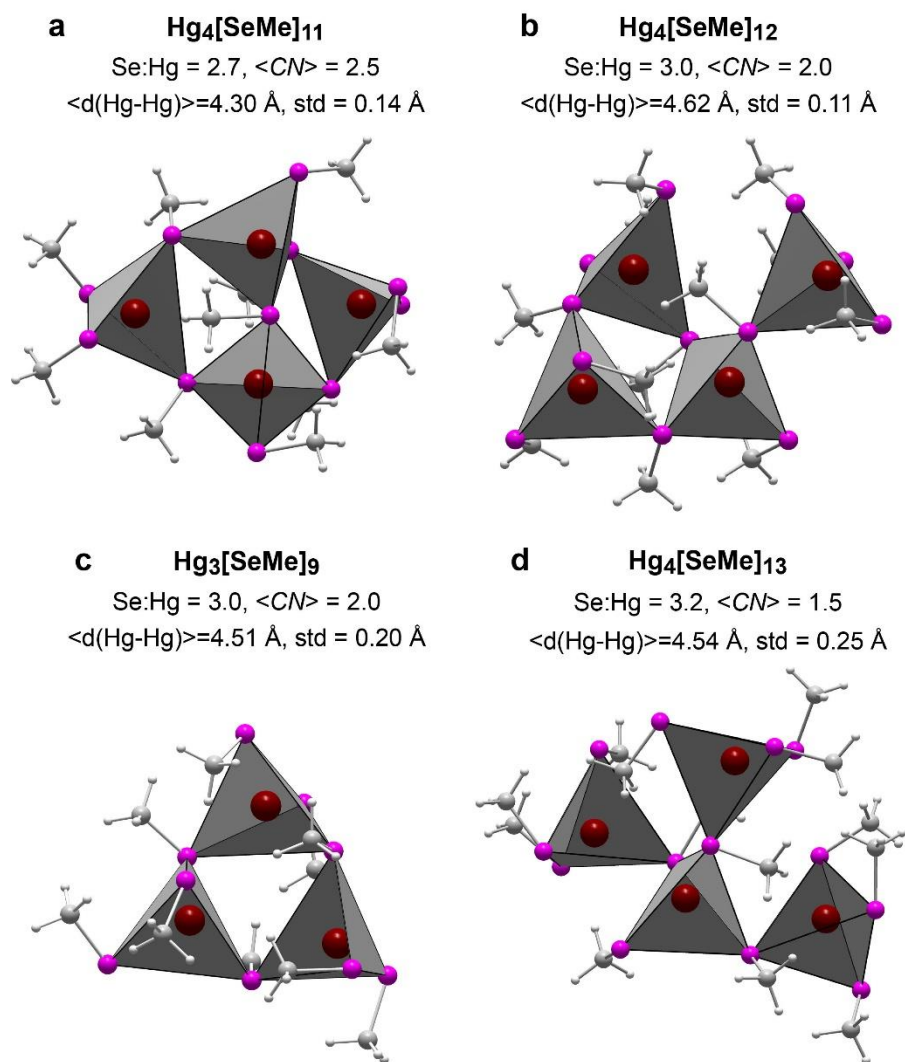 a Hg4[SeMe]11
Se:Hg = 2.7, <CN> = 2.5
<d(Hg-Hg)>=4.30 Å, std = 0.14 Å
b Hg4[SeMe]12
Se:Hg = 3.0, <CN> = 2.0
<d(Hg-Hg)>=4.62 Å, std = 0.11 Å
c Hg3[SeMe]9
Se:Hg = 3.0, <CN> = 2.0
<d(Hg-Hg)>=4.51 Å, std = 0.20 Å
d Hg4[SeMe]13
Se:Hg = 3.2, <CN> = 1.5
<d(Hg-Hg)>=4.54 Å, std = 0.25 Å